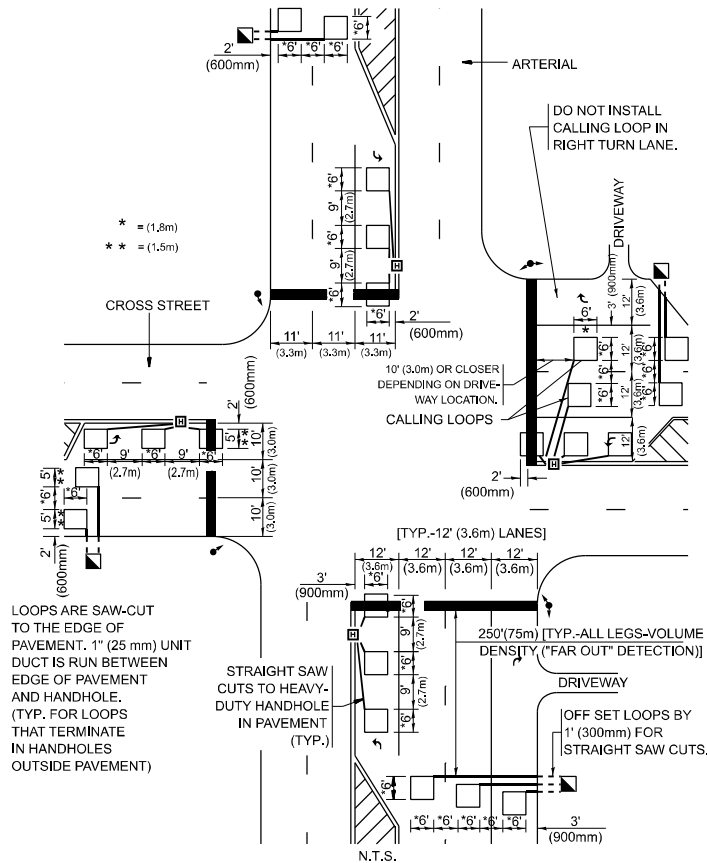 *6'
2'
(600mm)
*6' *6' *6'
ARTERIAL
DO NOT INSTALL
CALLING LOOP IN
RIGHT TURN LANE.
*6'
9'
(2.7m)
*6'
9'
(2.7m)
*6'
H
* = (1.8m)
* * = (1.5m)
DRIVEWAY
CROSS STREET
*6'
2'
(600mm)
11' 11' 11'
(3.3m) (3.3m) (3.3m)
3' (900mm)
12'
(3.6m)
6'
*
*6'
*6'
*6'
12'
(3.6m)
12'
(3.6m)
12'
(3.6m)
*6'
*6'
*6'
10' (3.0m) OR CLOSER
DEPENDING ON DRIVE-
WAY LOCATION.
CALLING LOOPS
H
2'
(600mm)
2'
(600mm)
H
5'
* *
10'
(3.0m)
10'
(3.0m)
10'
(3.0m)
*6' 9' *6' 9' *6'
(2.7m) (2.7m)
5'
* *
*6'
*6'
5'
* *
2'
(600mm)
[TYP.-12' (3.6m) LANES]
12' 12' 12' 12'
(3.6m) (3.6m) (3.6m) (3.6m)
3'
(900mm)
*6'
LOOPS ARE SAW-CUT
TO THE EDGE OF
PAVEMENT. 1" (25 mm) UNIT
DUCT IS RUN BETWEEN
EDGE OF PAVEMENT
AND HANDHOLE.
(TYP. FOR LOOPS
THAT TERMINATE
IN HANDHOLES
OUTSIDE PAVEMENT)
H
*6'
9'
(2.7m)
*6'
9'
(2.7m)
*6'
STRAIGHT SAW
CUTS TO HEAVY-
DUTY HANDHOLE
IN PAVEMENT
(TYP.)
250'(75m) [TYP.-ALL LEGS-VOLUME
DENSITY ("FAR OUT" DETECTION)]
DRIVEWAY
OFF SET LOOPS BY
1' (300mm) FOR
STRAIGHT SAW CUTS.
*6'
*6' *6' *6' *6' *6'
3'
(900mm)
N.T.S.